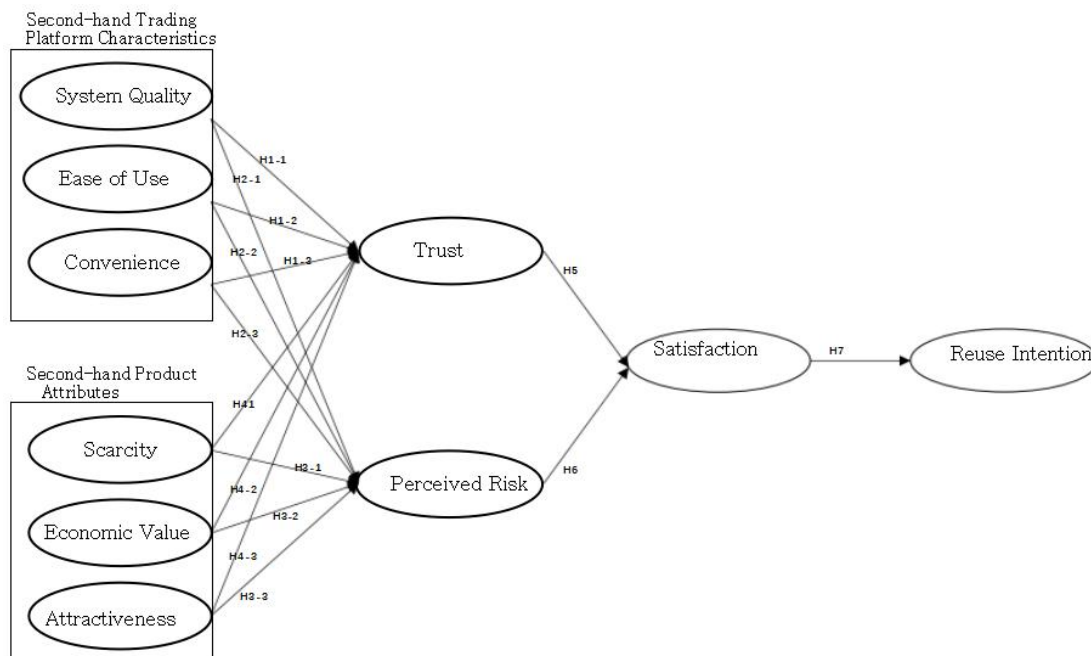 Second-hand Trading
Platform Characteristics
System Quality
Ease of Use
Convenience
H1-1
H2-1
H1-2
H2-2
H1-3
H2-3
Trust
H5
Satisfaction
H7
Reuse Intention
Second-hand Product
Attributes
Scarcity
Economic Value
Attractiveness
H41
H3-1
H4-2
H3-2
H4-3
H3-3
Perceived Risk
H6